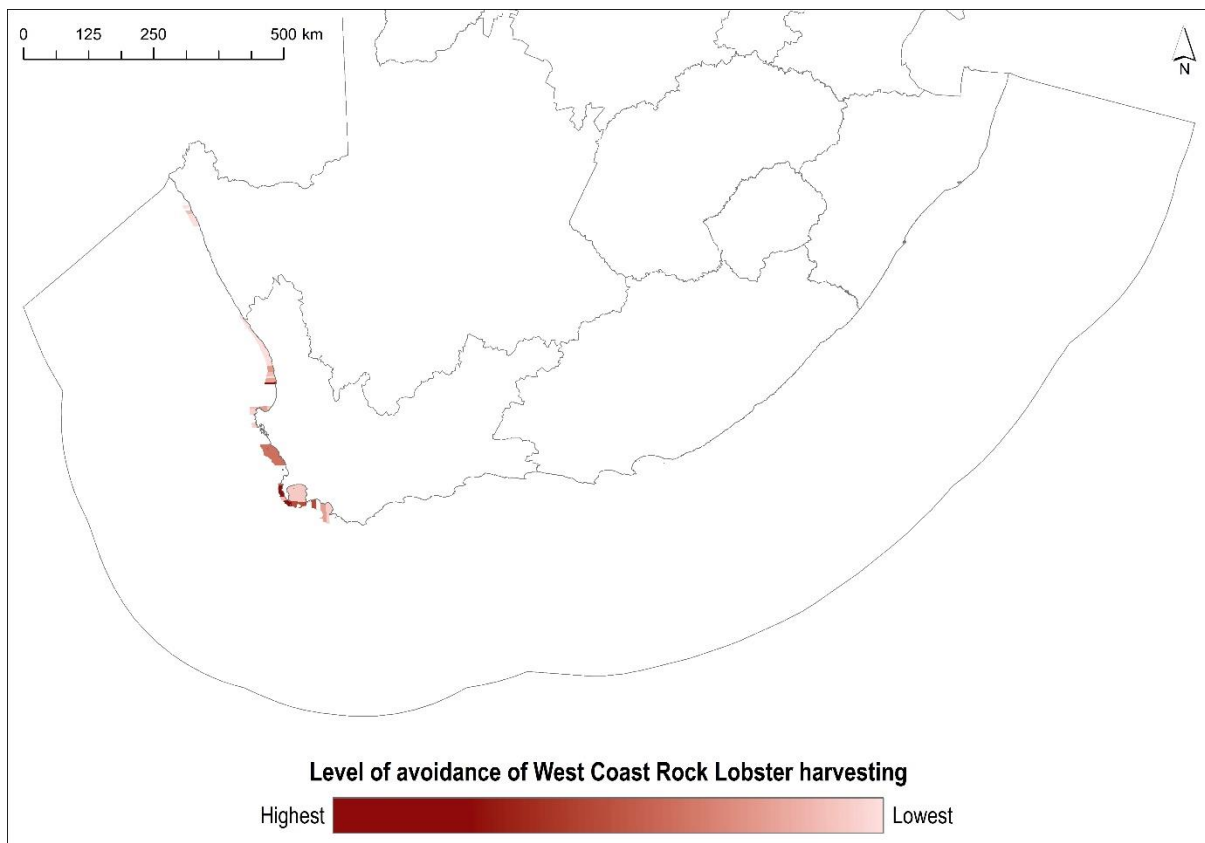 0 125 250 500 km
N
Level of avoidance of West Coast Rock Lobster harvesting
Highest Lowest